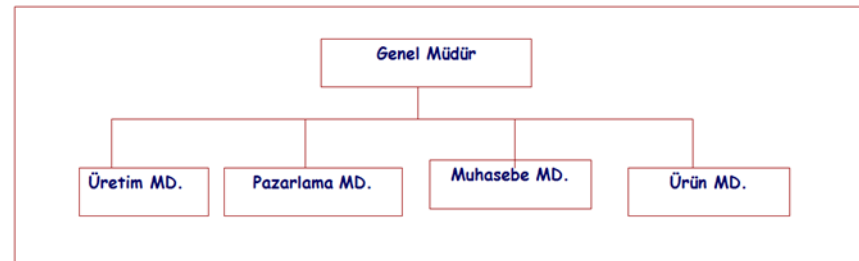 Genel Müdür
Üretim MD.
Pazarlama MD.
Muhasebe MD.
Ürün MD.